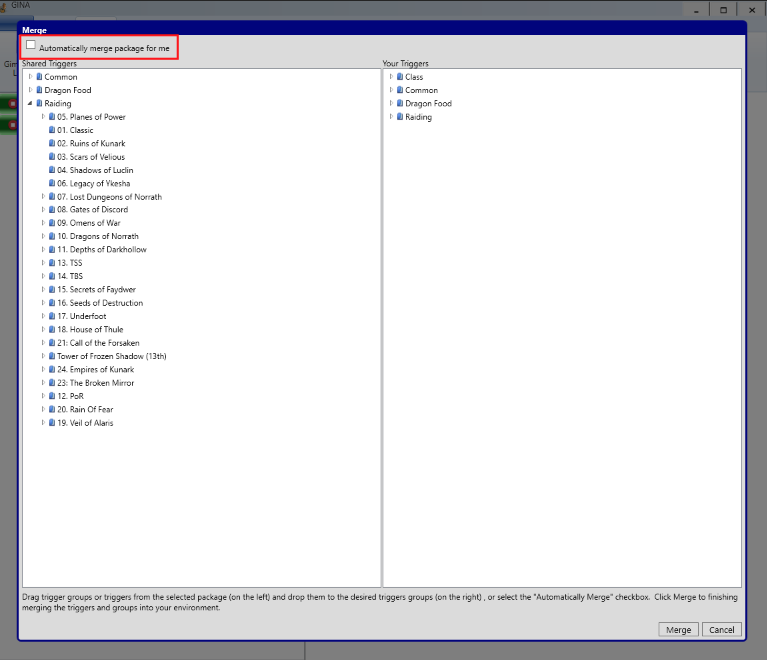 GINA
Merge
Automatically merge package for me
Shared Triggers
Common
Dragon Food
Raiding
05. Planes of Power
01. Classic
02. Ruins of Kunark
03. Scars of Velious
04. Shadows of Luclin
06. Legacy of Ykesha
07. Lost Dungeons of Norrath
08. Gates of Discord
09. Omens of War
10. Dragons of Norrath
11. Depths of Darkhollow
13. TSS
14. TBS
15. Secrets of Faydwer
16. Seeds of Destruction
17. Underfoot
18. House of Thule
21: Call of the Forsaken
Tower of Frozen Shadow (13th)
24. Empires of Kunark
23: The Broken Mirror
12. PoR
20. Rain Of Fear
19. Veil of Alaris
Your Triggers
Class
Common
Dragon Food
Raiding
Drag trigger groups or triggers from the selected package (on the left) and drop them to the desired triggers groups (on the right) , or select the "Automatically Merge" checkbox. Click Merge to finishing
merging the triggers and groups into your environment.
Merge
Cancel